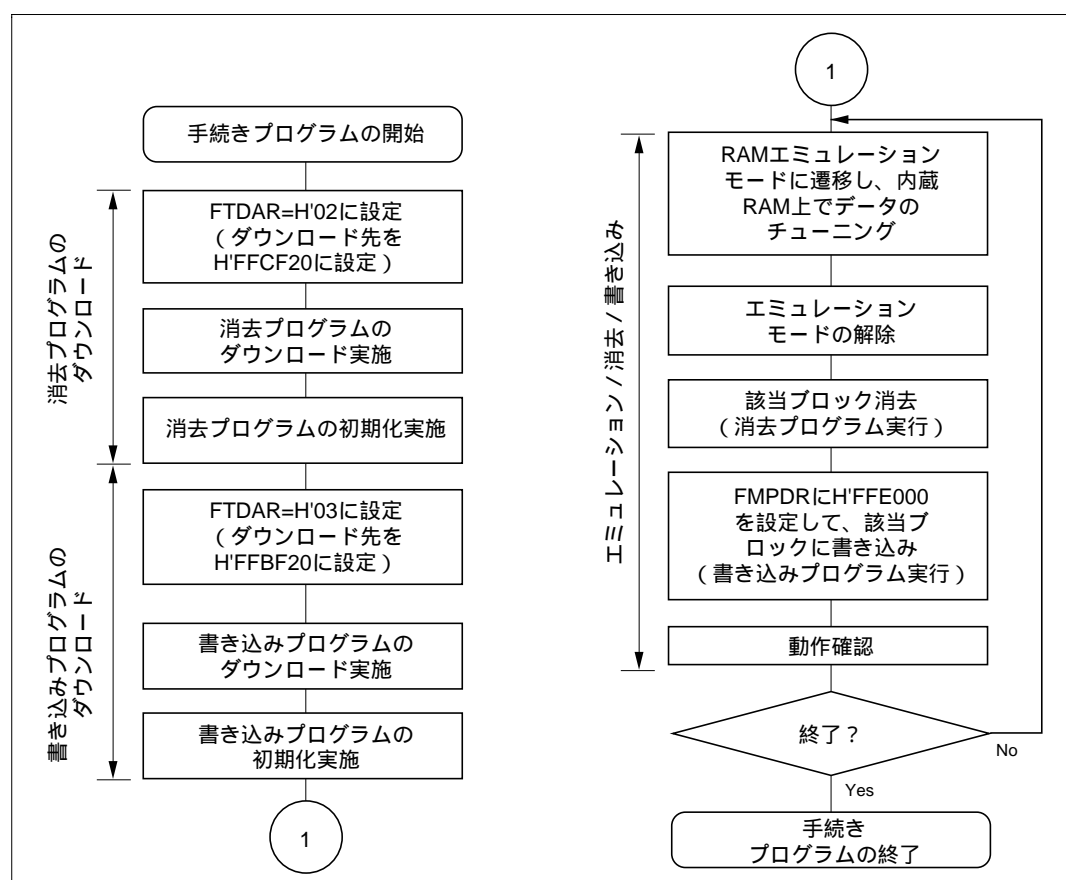 手続きプログラムの開始
消去プログラムの
ダウンロード
FTDAR=H'02に設定
（ダウンロード先を
H'FFCF20に設定）
消去プログラムの
ダウンロード実施
消去プログラムの初期化実施
書き込みプログラムの
ダウンロード
FTDAR=H'03に設定
（ダウンロード先を
H'FFBF20に設定）
書き込みプログラムの
ダウンロード実施
書き込みプログラムの
初期化実施
1
1
エミュレーション/消去/書き込み
RAMエミュレーション
モードに遷移し、内蔵
RAM上でデータの
チューニング
エミュレーション
モードの解除
該当ブロック消去
（消去プログラム実行）
FMPDRにH'FFE000
を設定して、該当ブ
ロックに書き込み
（書き込みプログラム実行）
動作確認
終了？
No
Yes
手続き
プログラムの終了